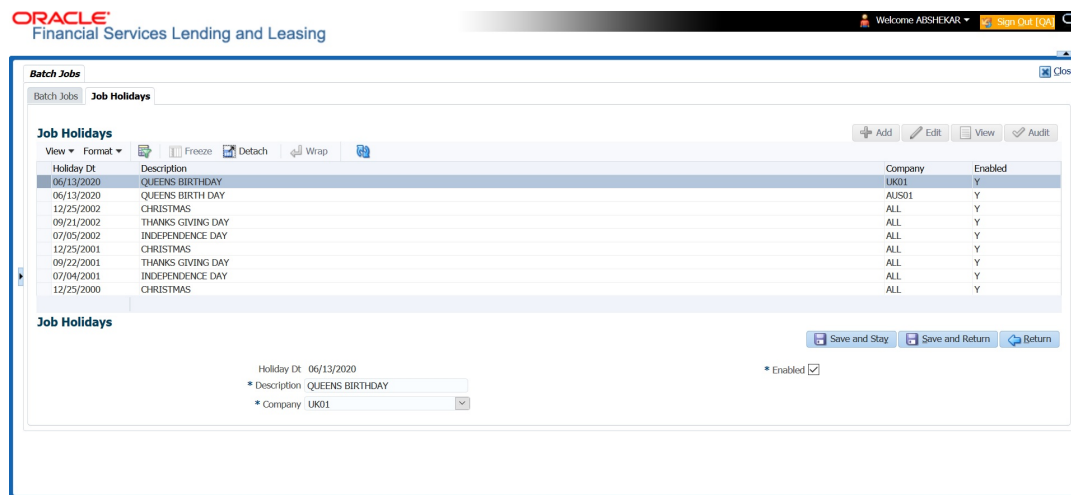 ORACLE
Financial Services Lending and Leasing
Welcome ABSHEKAR
Sign Out [QA]
Batch Jobs
Clos
Batch Jobs Job Holidays
Job Holidays
Add Edit View Audit
View Format Freeze Detach Wrap
Holiday Dt Description Company Enabled
06/13/2020 QUEENS BIRTHDAY UK01 Y
06/13/2020 QUEENS BIRTH DAY AUS01 Y
12/25/2002 CHRISTMAS ALL Y
09/21/2002 THANKS GIVING DAY ALL Y
07/05/2002 INDEPENDENCE DAY ALL Y
12/25/2001 CHRISTMAS ALL Y
09/22/2001 THANKS GIVING DAY ALL Y
07/04/2001 INDEPENDENCE DAY ALL Y
12/25/2000 CHRISTMAS ALL Y
Job Holidays
Save and Stay Save and Return Return
Holiday Dt 06/13/2020
* Enabled
* Description QUEENS BIRTHDAY
* Company UK01